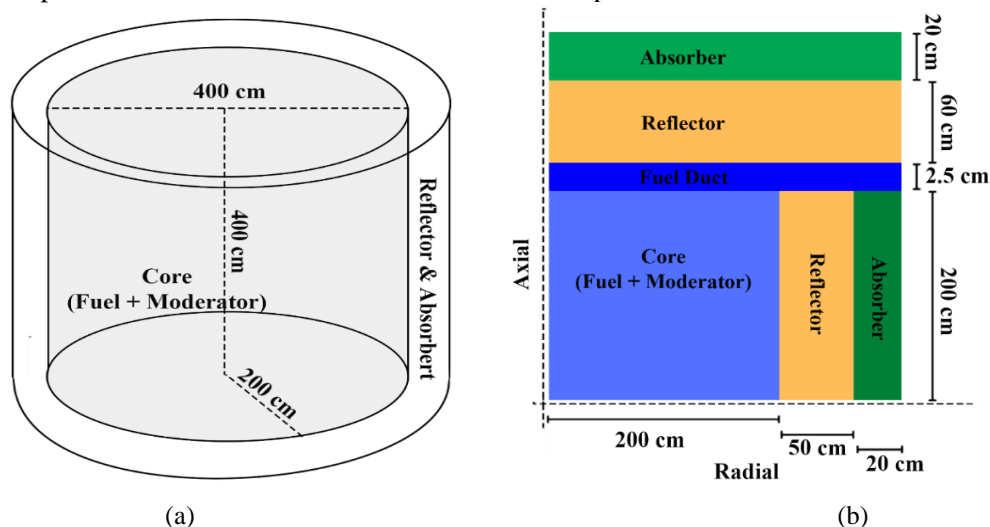 400 cm
400 cm
Core
(Fuel + Moderator)
200 cm
Reflector & Absorbert
(a)
Absorber
20 cm
Reflector
60 cm
Fuel Duct
2.5 cm
Axial
Core
(Fuel + Moderator)
Reflector
Absorber
200 cm
200 cm
50 cm
20 cm
Radial
(b)